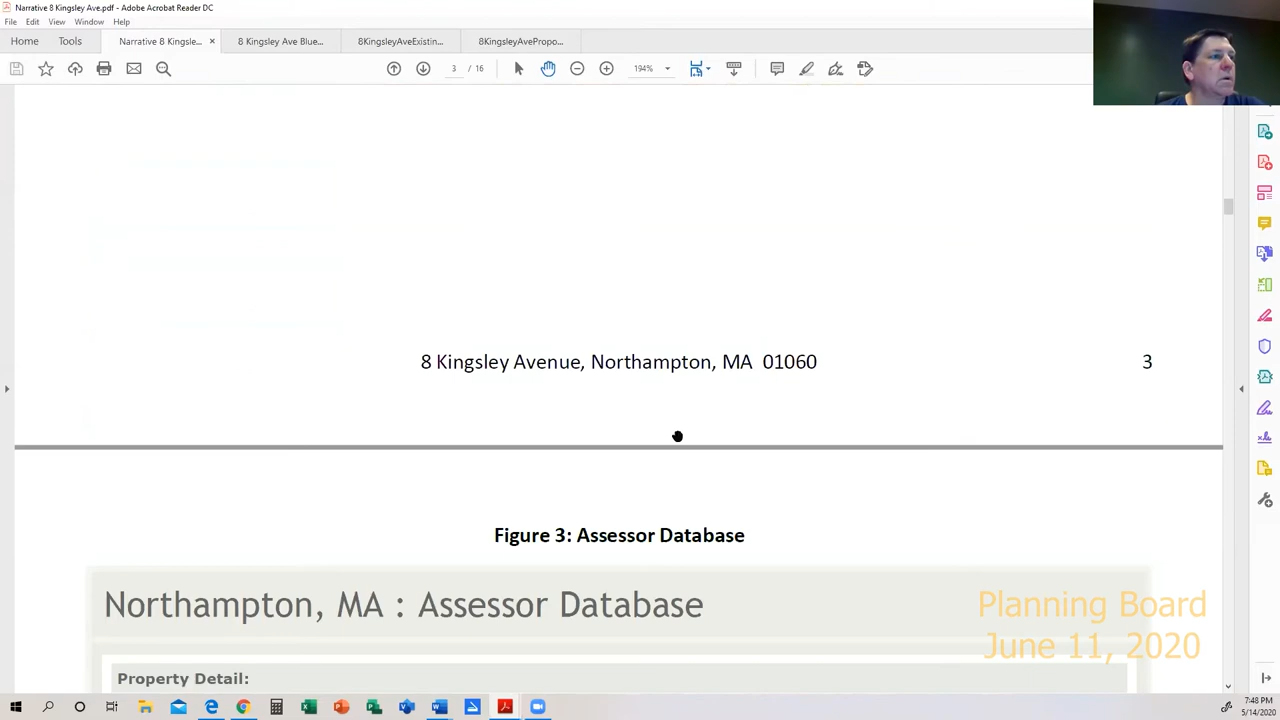 Narrative 8 Kingsley Ave.pdf - Adobe Acrobat Reader DC
File Edit View Window Help
Home Tools Narrative 8 Kingsle... × 8 Kingsley Ave Blue... 8KingsleyAveExistin... 8KingsleyAvePropo...
3 / 16 194%
8 Kingsley Avenue, Northampton, MA 01060 3
Figure 3: Assessor Database
Northampton, MA : Assessor Database
Planning Board
June 11, 2020
Property Detail:
7:48 PM
5/14/2020